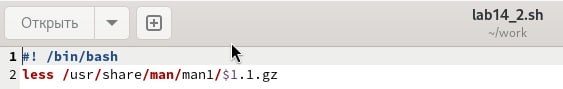 Открыть
lab14_2.sh
~/work
1 #! /bin/bash
2 less /usr/share/man/man1/$1.1.gz